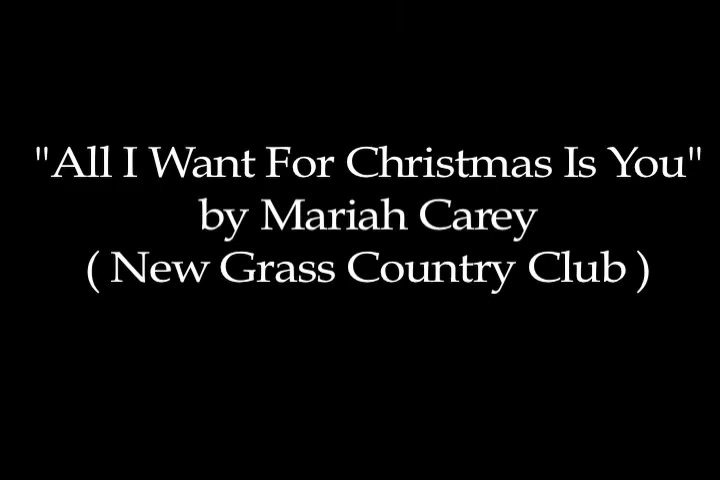 "All I Want For Christmas Is You"
by Mariah Carey
( New Grass Country Club )